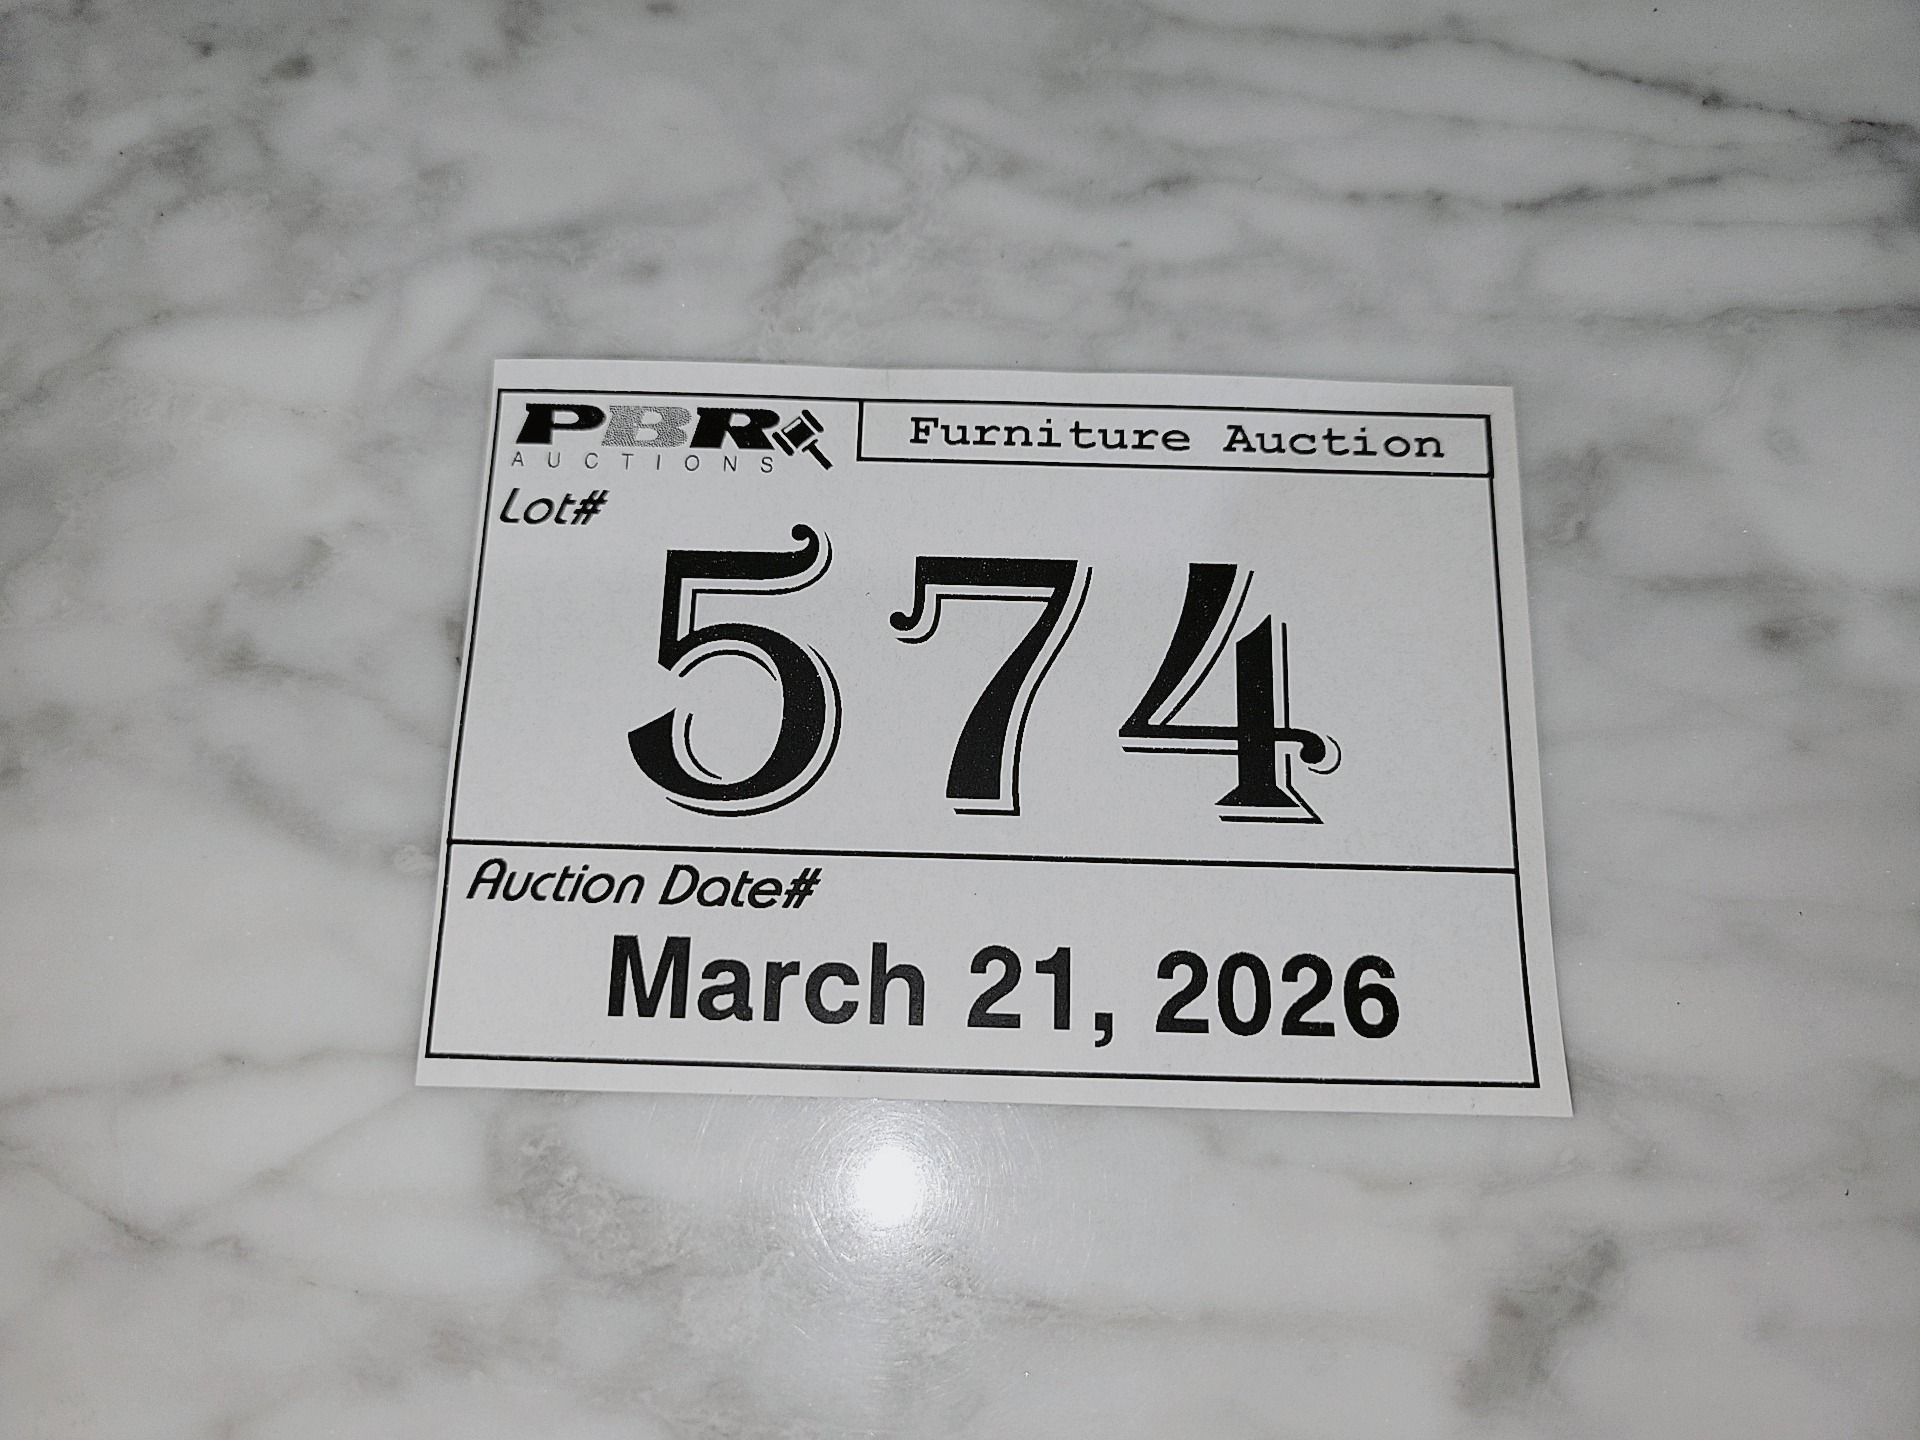 PBR
AUCTIONS
Furniture Auction
Lot#
574
Auction Date#
March 21, 2026